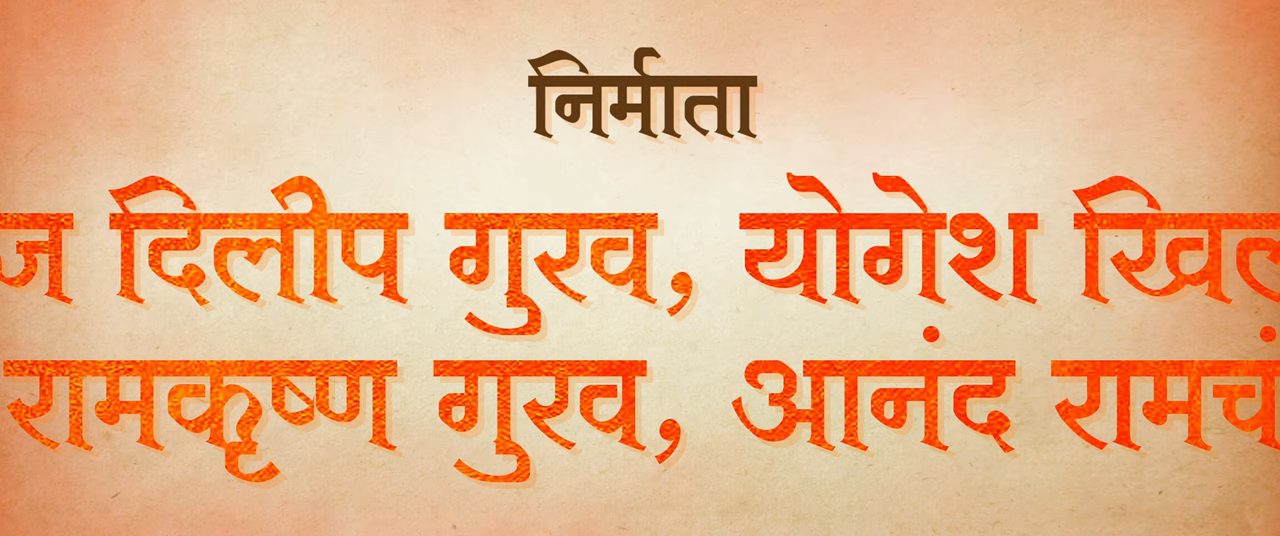 निर्माता
दिलीप गुरव, योगेश
रामकृष्ण गुरव, आनंद